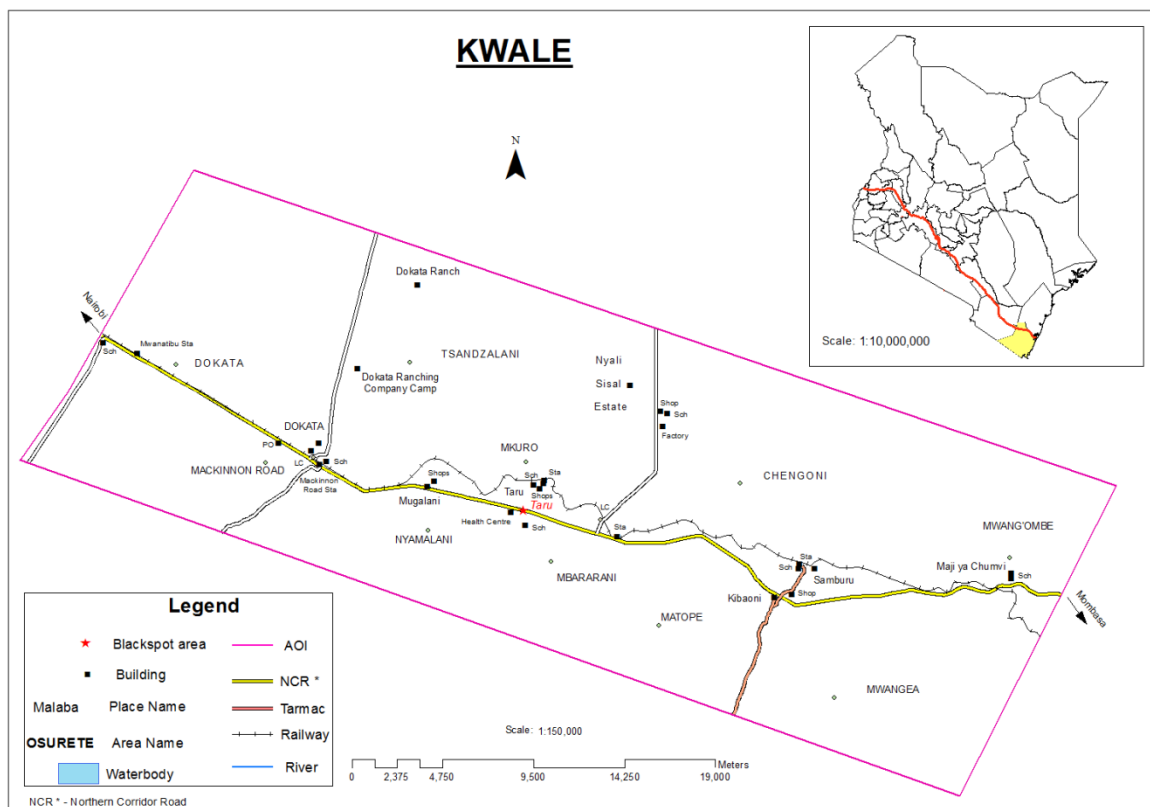 KWALE
N
Scale: 1:10,000,000
Nairobi
Sch
Mwanatibu Sta
DOKATA
Dokata Ranch
TSANDZALANI
Dokata Ranching
Company Camp
Nyali
Sisal
Estate
Shop
Sch
Factory
DOKATA
PO
LC
Sch
MACKINNON ROAD
Mackinnon
Road Sta
MKURO
Shops
Mugalani
Sch
Sta
Taru
Shops
Taru
Health Centre
Sch
LC
Sta
CHENGONI
NYAMALANI
MBARARANI
MWANG'OMBE
Sta
Sch
Samburu
Maji ya Chumvi
Sch
Kibaoni
Shop
Mombasa
MATOPE
MWANGEA
Legend
Blackspot area
AOI
Building
NCR *
Malaba
Place Name
Tarmac
OSURETE
Area Name
Railway
Waterbody
River
NCR * - Northern Corridor Road
Scale: 1:150,000
Meters
0 2,375 4,750 9,500 14,250 19,000